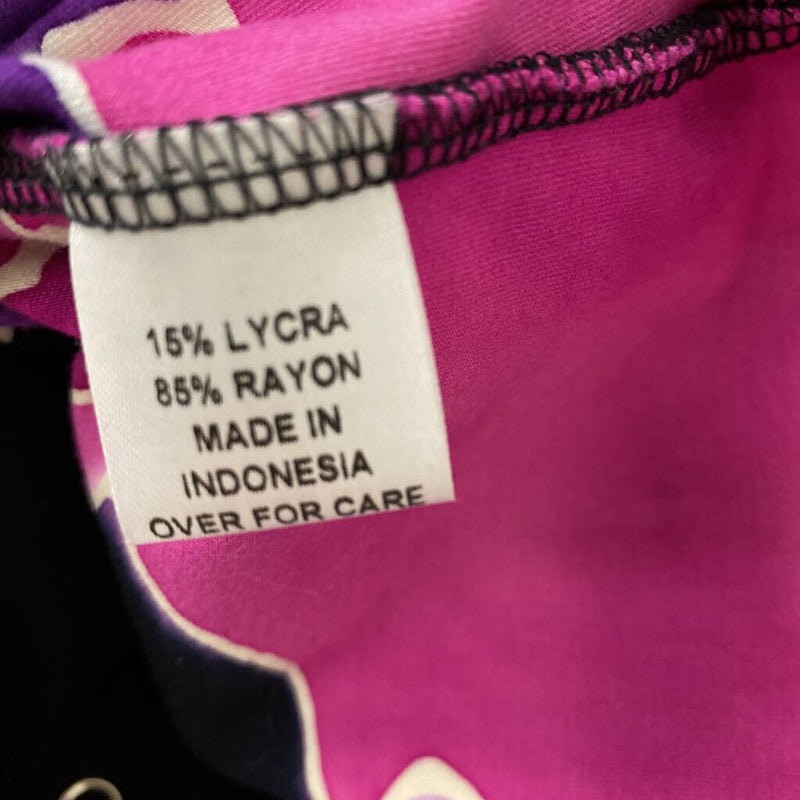 15% LYCRA
85% RAYON
MADE IN
INDONESIA
OVER FOR CARE